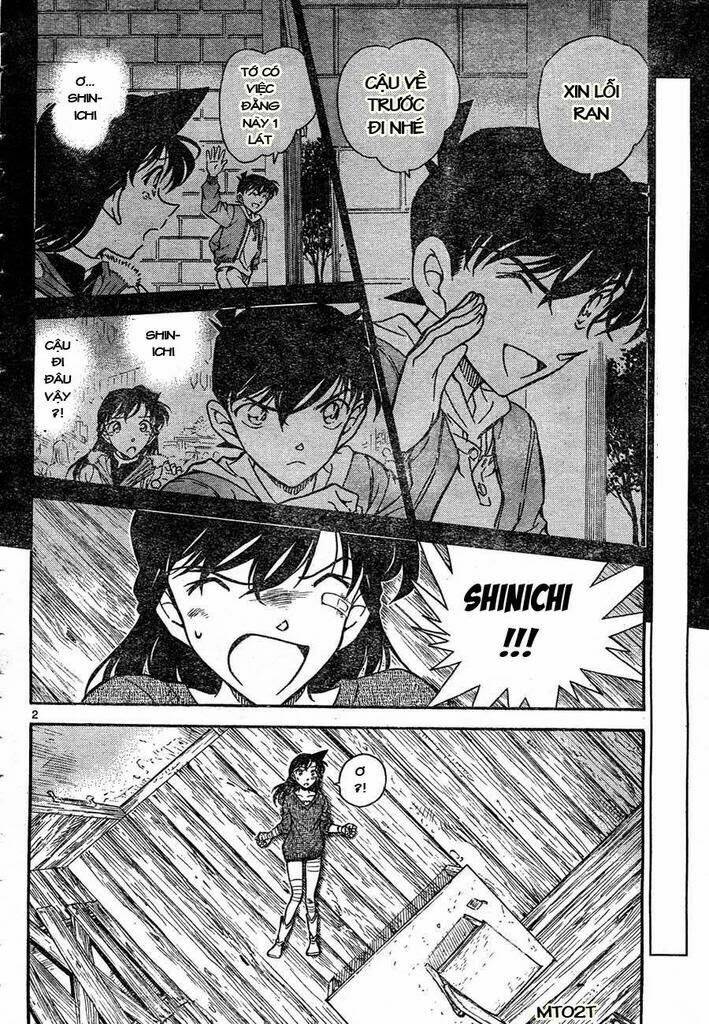 XIN LỖI
RAN
CẬU VỀ
TRƯỚC
ĐI NHÉ
TỚ CÓ
VIỆC
ĐẰNG
NÀY 1
LÁT
Ơ...
SHIN-
ICHI
SHIN-
ICHI
CẬU
ĐI
ĐÂU
VẬY
?!
SHINICHI
!!!
2
Ơ
?!
MT02T